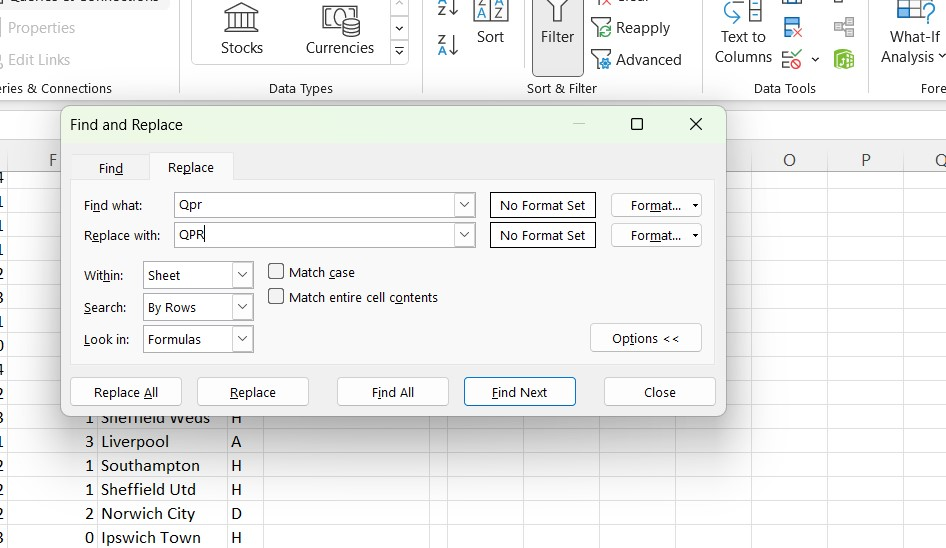 Queries & Connections
Properties
Edit Links
Stocks
Currencies
Sort
Filter
Clear
Reapply
Advanced
Text to
Columns
What-If
Analysis
eries & Connections
Data Types
Sort & Filter
Data Tools
Fore
Find and Replace
Find
Replace
Find what:
Qpr
No Format Set
Format...
Replace with:
QPR
No Format Set
Format...
Within:
Sheet
Match case
Match entire cell contents
Search:
By Rows
Look in:
Formulas
Options <<
Replace All
Replace
Find All
Find Next
Close
F
O
P
Q
1 Sheffield Weds H
3 Liverpool A
1 Southampton H
1 Sheffield Utd H
2 Norwich City D
0 Ipswich Town H